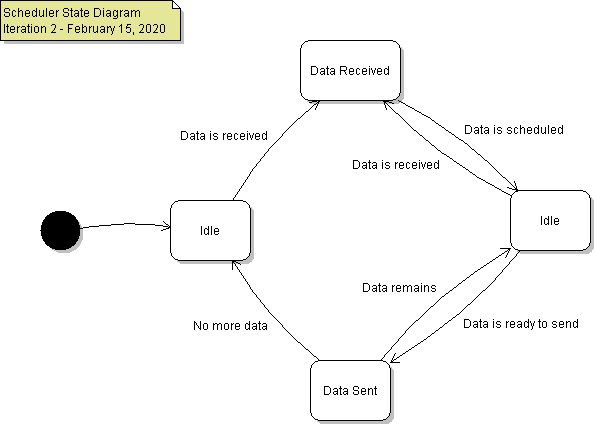 Scheduler State Diagram
Iteration 2 - February 15, 2020
Data Received
Data is received
Data is scheduled
Data is received
Idle
Idle
Data remains
No more data
Data is ready to send
Data Sent